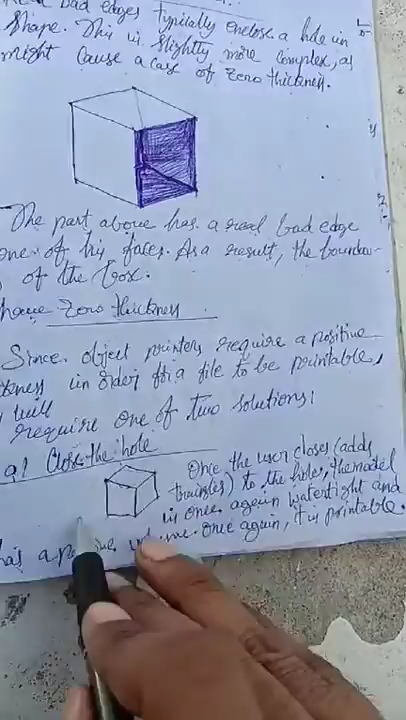 bad edges typically enclose a hole in
shape. This is slightly more complex, as
might cause a case of Zero thickness.
The part above has a real bad edge
one of his faces. As a result, the bounda-
of the box.
have Zero thickness
Since object printers require a positive
in order for a file to be printable,
will
require one of two solutions:
a) Close the hole
Once the user closes (adds
triangles) to the holes, the model
is once again watertight and
has a once again, it is printable.